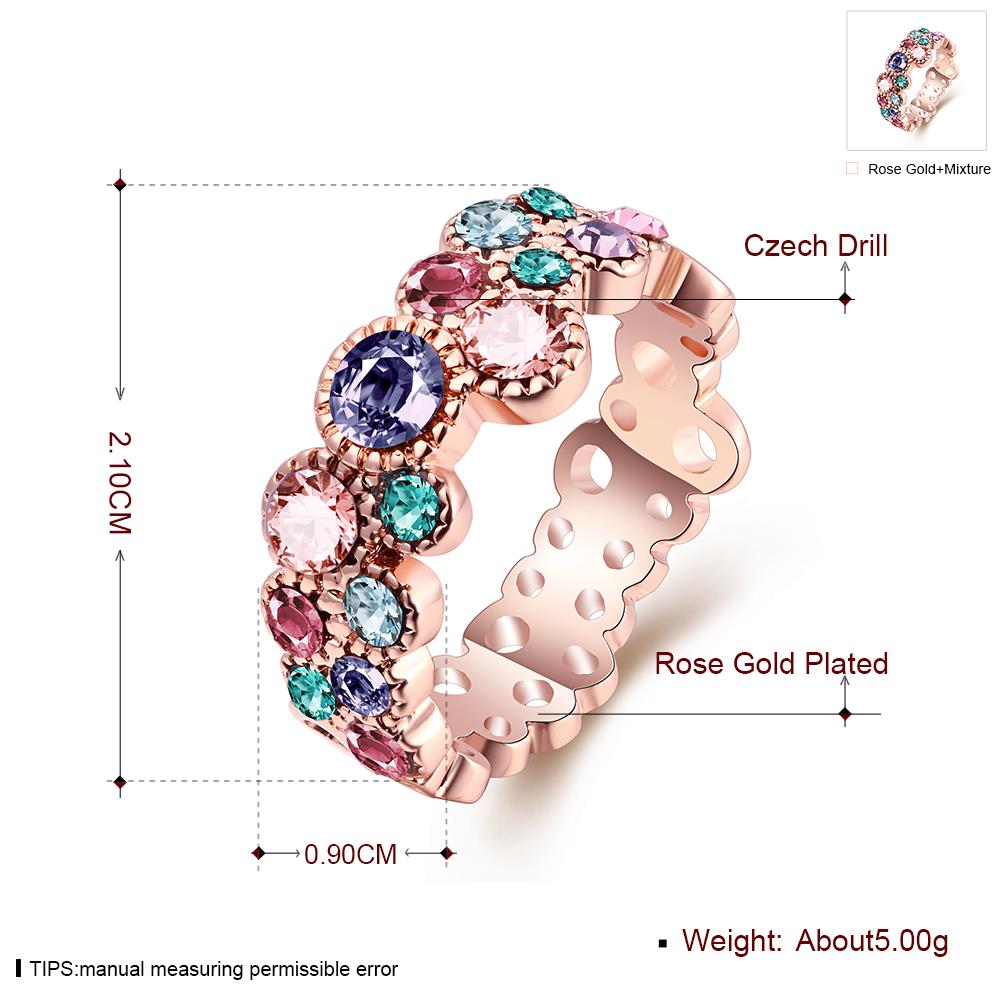 Rose Gold+Mixture
Czech Drill
2.10CM
Rose Gold Plated
0.90CM
Weight: About5.00g
TIPS:manual measuring permissible error